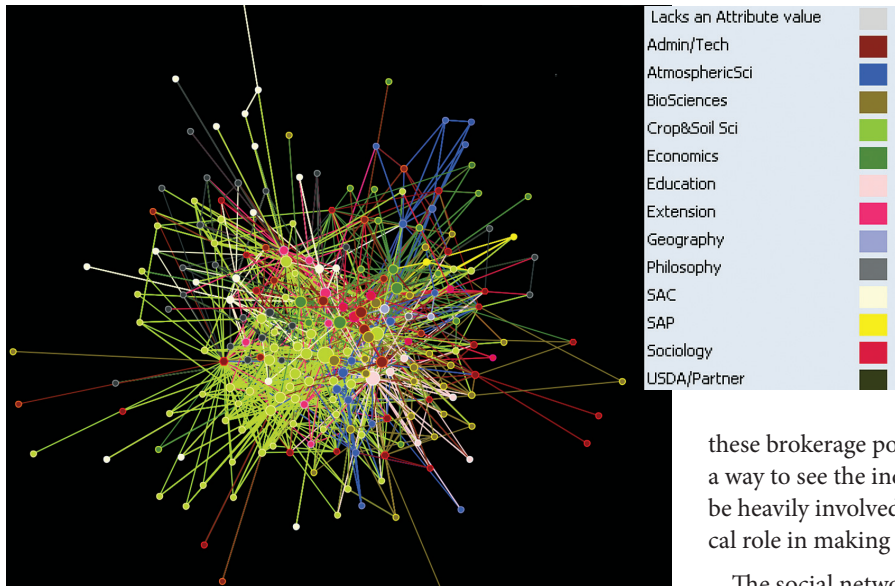 Lacks an Attribute value
Admin/Tech
AtmosphericSci
BioSciences
Crop&Soil Sci
Economics
Education
Extension
Geography
Philosophy
SAC
SAP
Sociology
USDA/Partner
these brokerage po
a way to see the in
be heavily involved
cal role in making
The social netwo